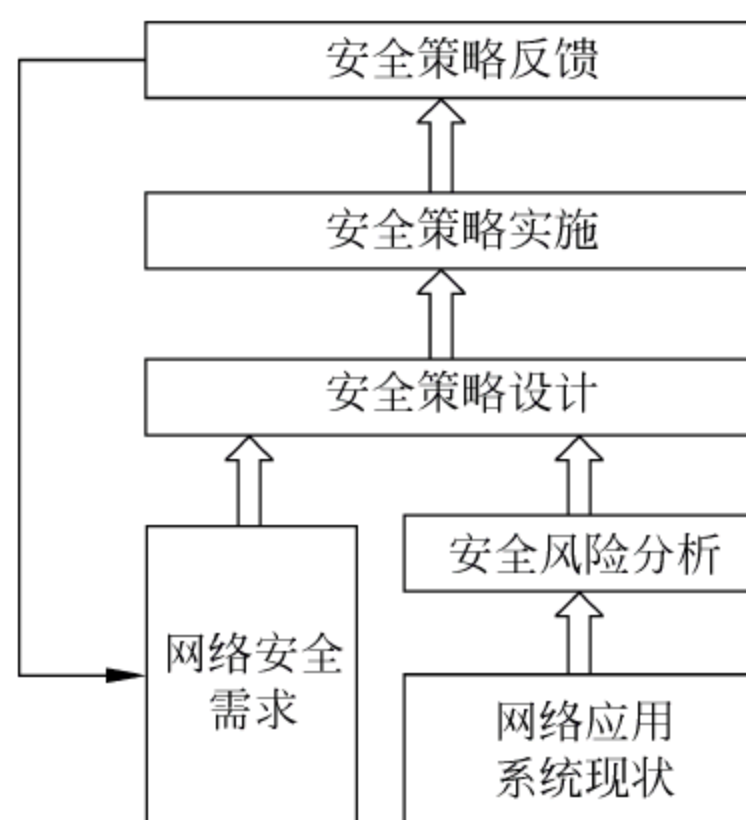 安全策略反馈
安全策略实施
安全策略设计
安全风险分析
网络安全
需求
网络应用
系统现状